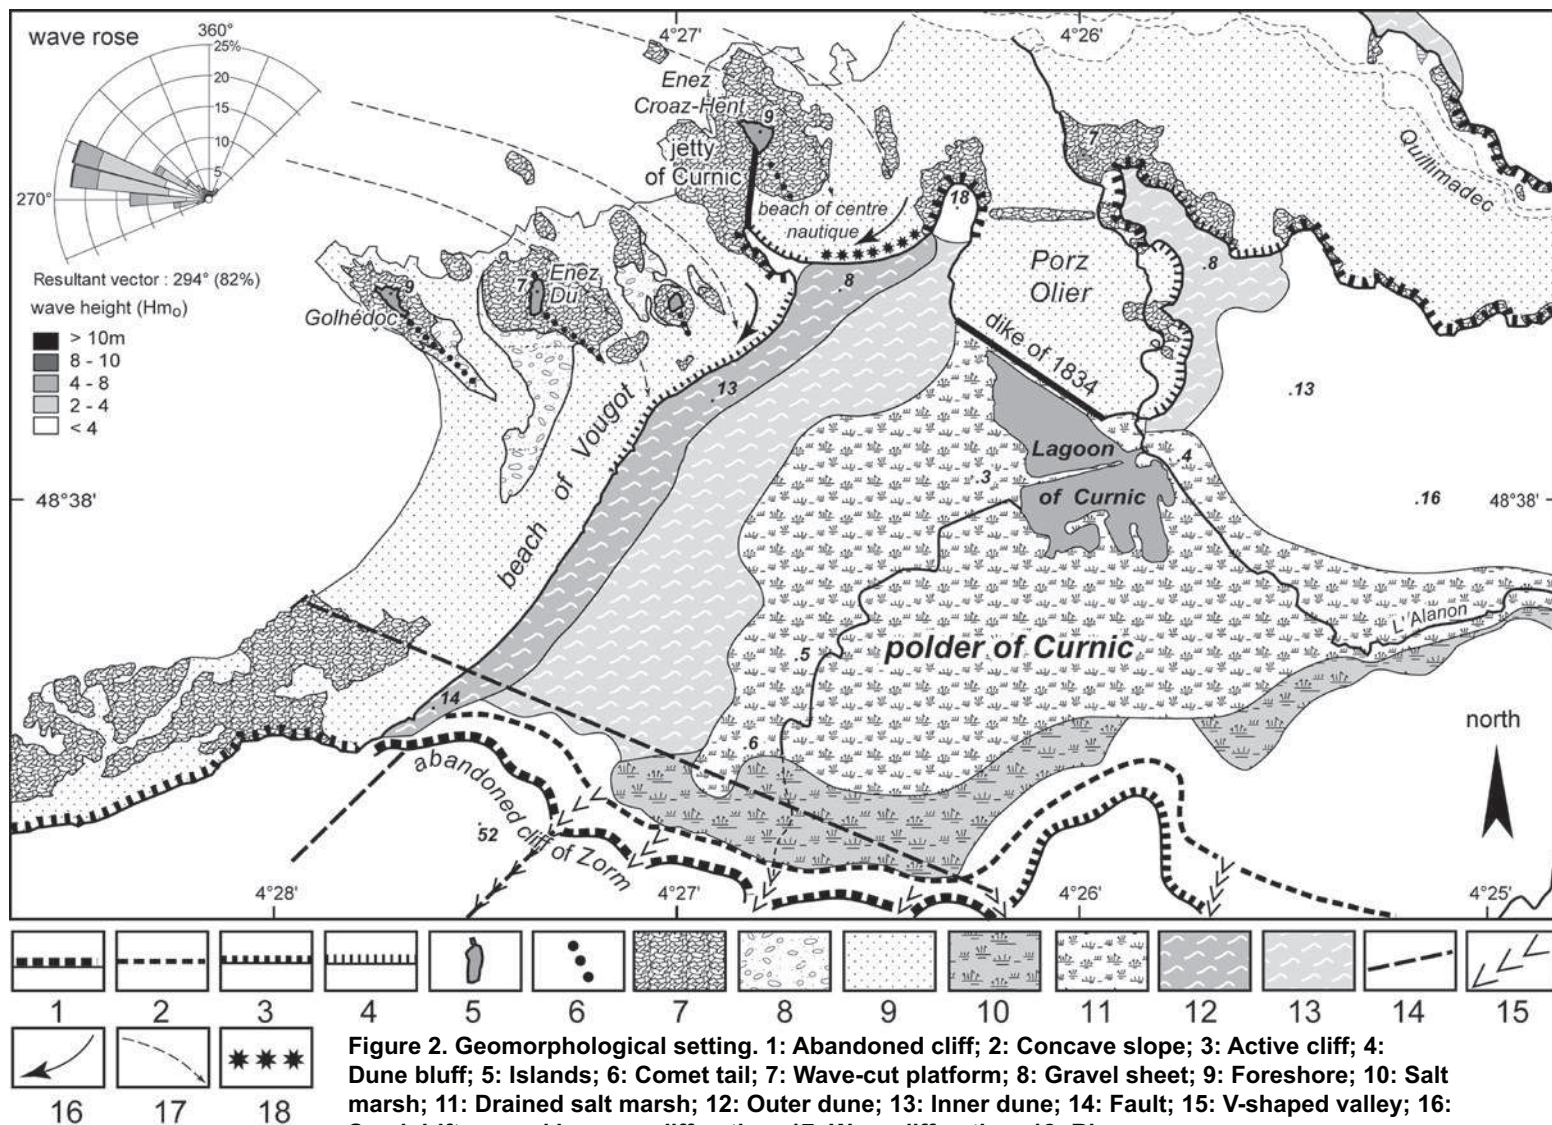 wave rose
360°
25%
20
15
10
5
270°
Resultant vector : 294° (82%)
wave height (Hmo)
> 10m
8 - 10
4 - 8
2 - 4
< 4
4°27'
4°26'
Enez
Croaz-Hent
9
jetty
of Curnic
beach of centre
nautique
18
7
Quillimadec
Golhédoc
9
7
Enez
Du
.8
Porz
Olier
.8
dike of 1834
.13
.13
beach of Vougot
Lagoon
of Curnic
.3
.4
.16
48°38'
48°38'
L'Alanon
polder of Curnic
.5
.6
.14
abandoned cliff of Zorm
.52
north
4°28'
4°27'
4°26'
4°25'
1 2 3 4 5 6 7 8 9 10 11 12 13 14 15
16 17 18
Figure 2. Geomorphological setting. 1: Abandoned cliff; 2: Concave slope; 3: Active cliff; 4:
Dune bluff; 5: Islands; 6: Comet tail; 7: Wave-cut platform; 8: Gravel sheet; 9: Foreshore; 10: Salt
marsh; 11: Drained salt marsh; 12: Outer dune; 13: Inner dune; 14: Fault; 15: V-shaped valley; 16: